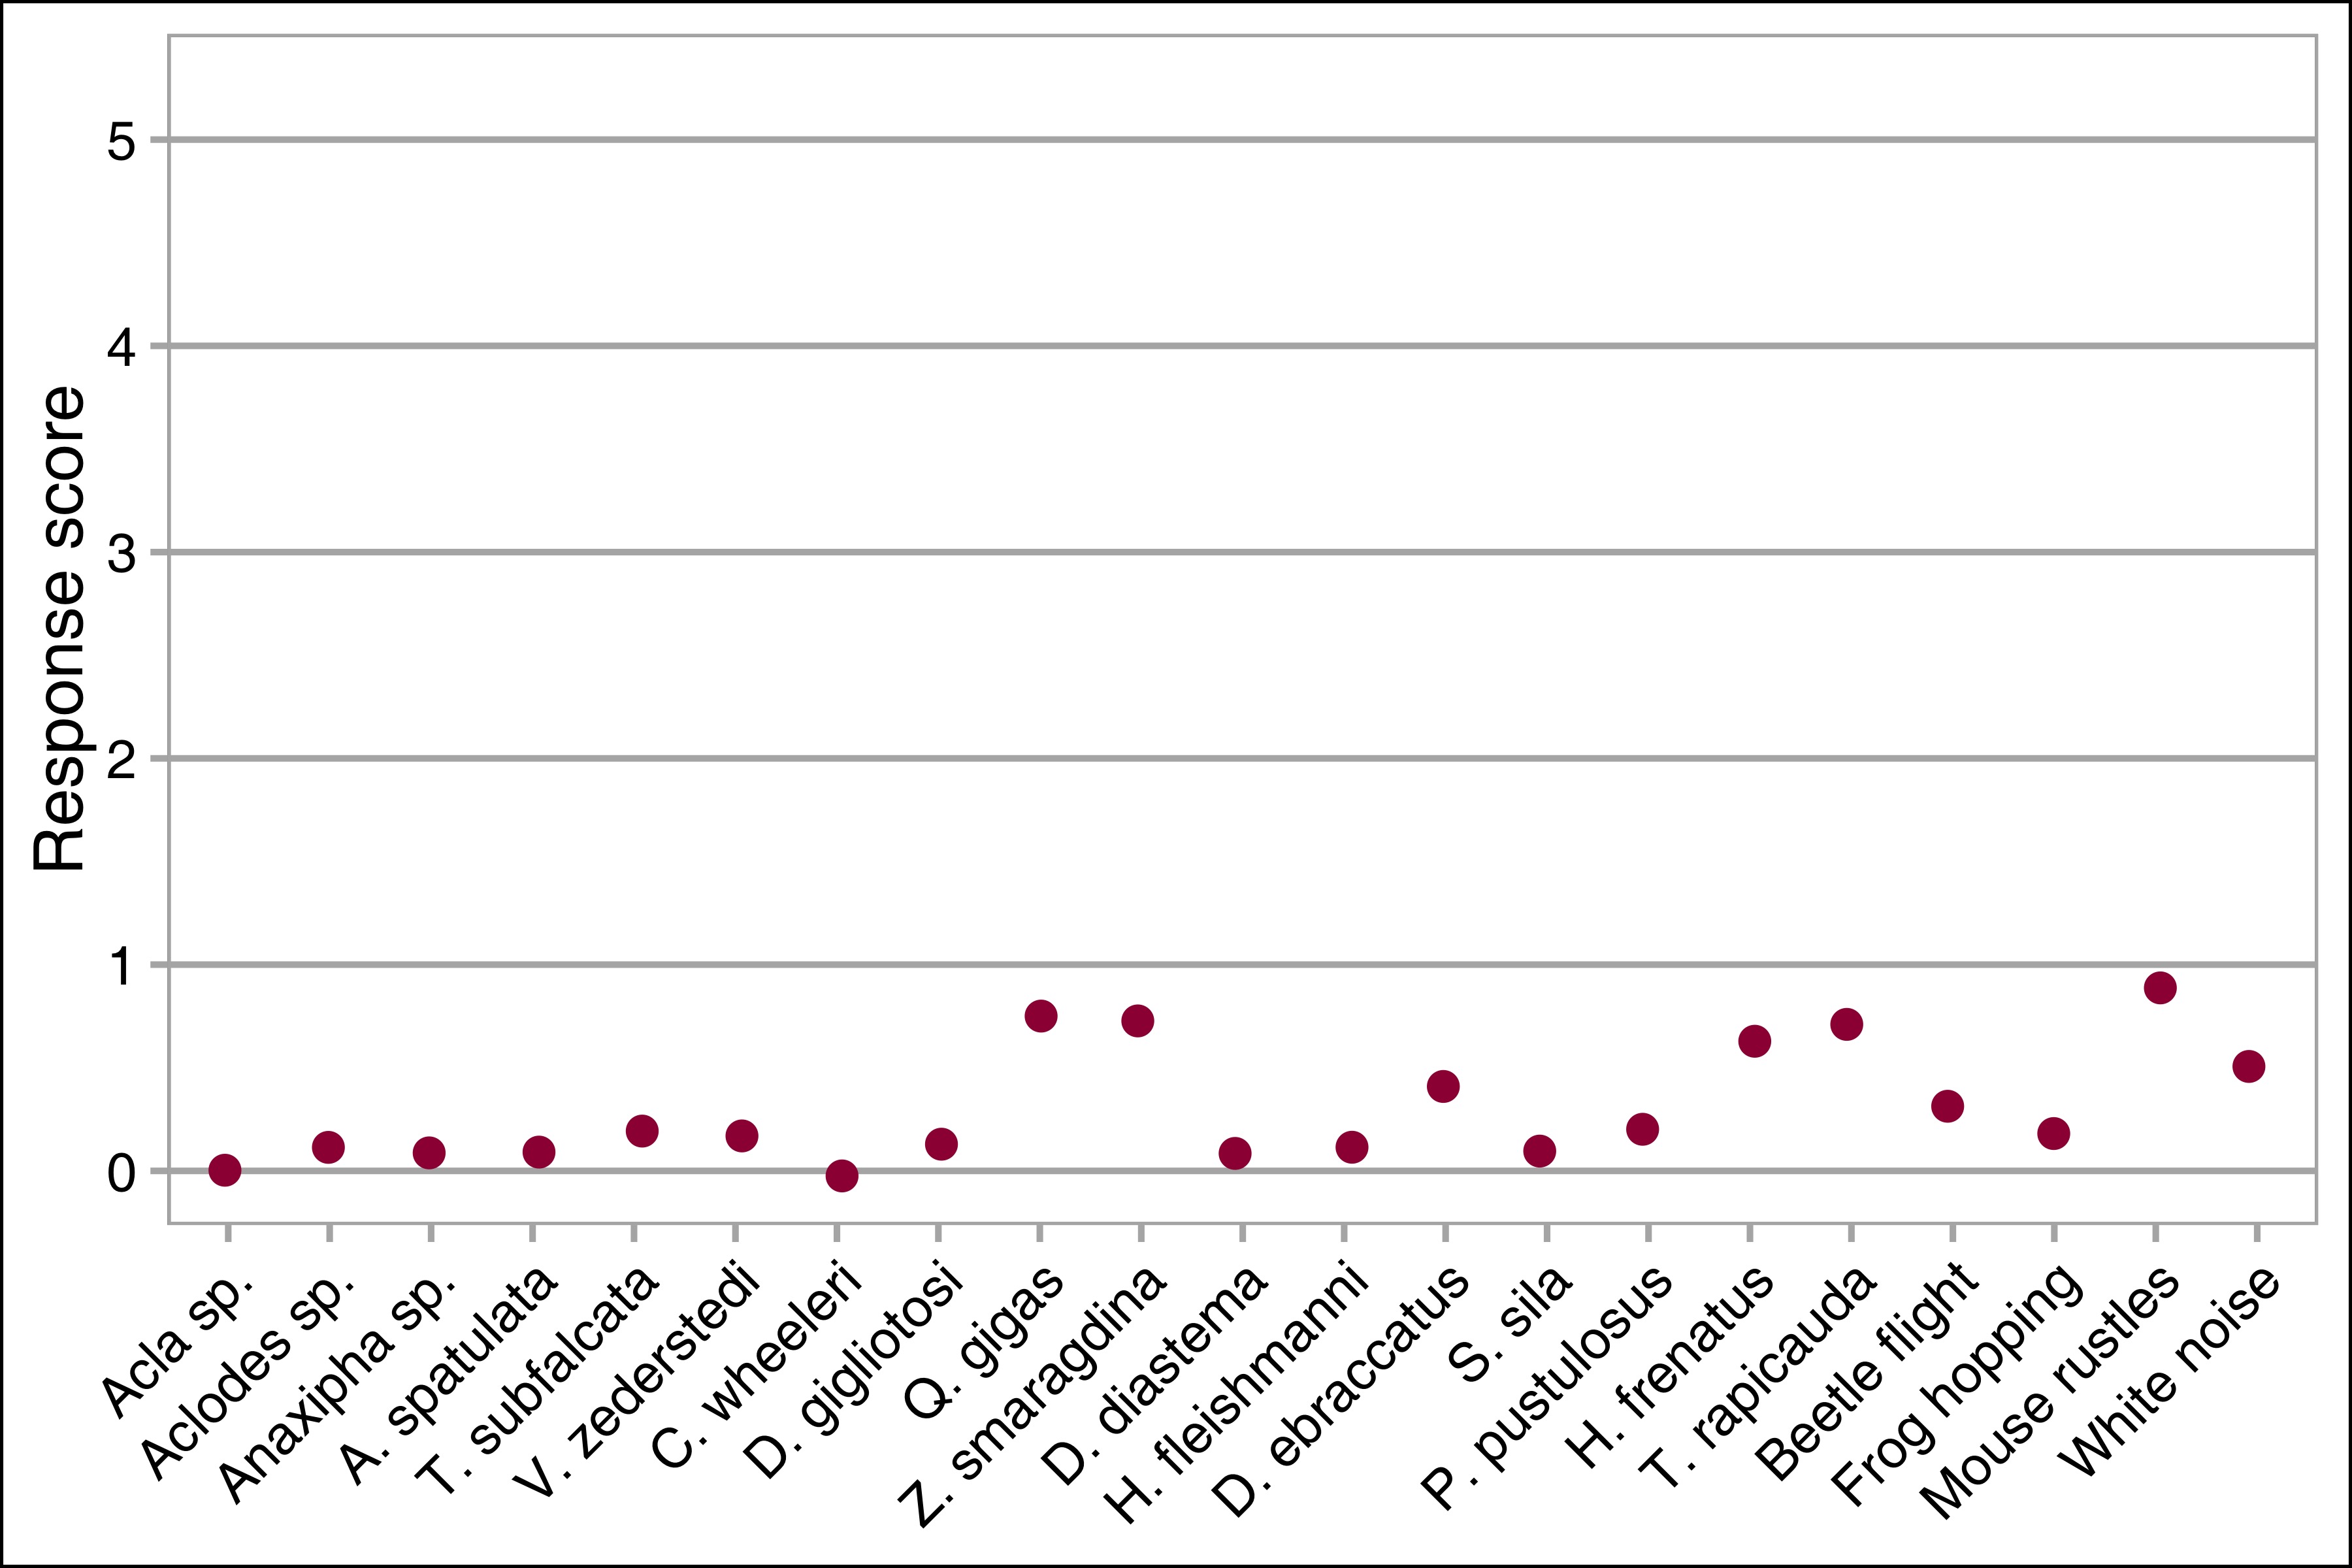 Response score
5
4
3
2
1
0
Acla sp.
Aclodes sp.
Anaxipha sp.
A. spatulata
T. subfalcata
V. zederstedi
C. wheeleri
D. gigliotosi
Q. gigas
Z. smaragdina
D. diastema
H. fleishmanni
D. ebraccatus
S. sila
P. pustulosus
H. frenatus
T. rapicauda
Beetle flight
Frog hopping
Mouse rustles
White noise